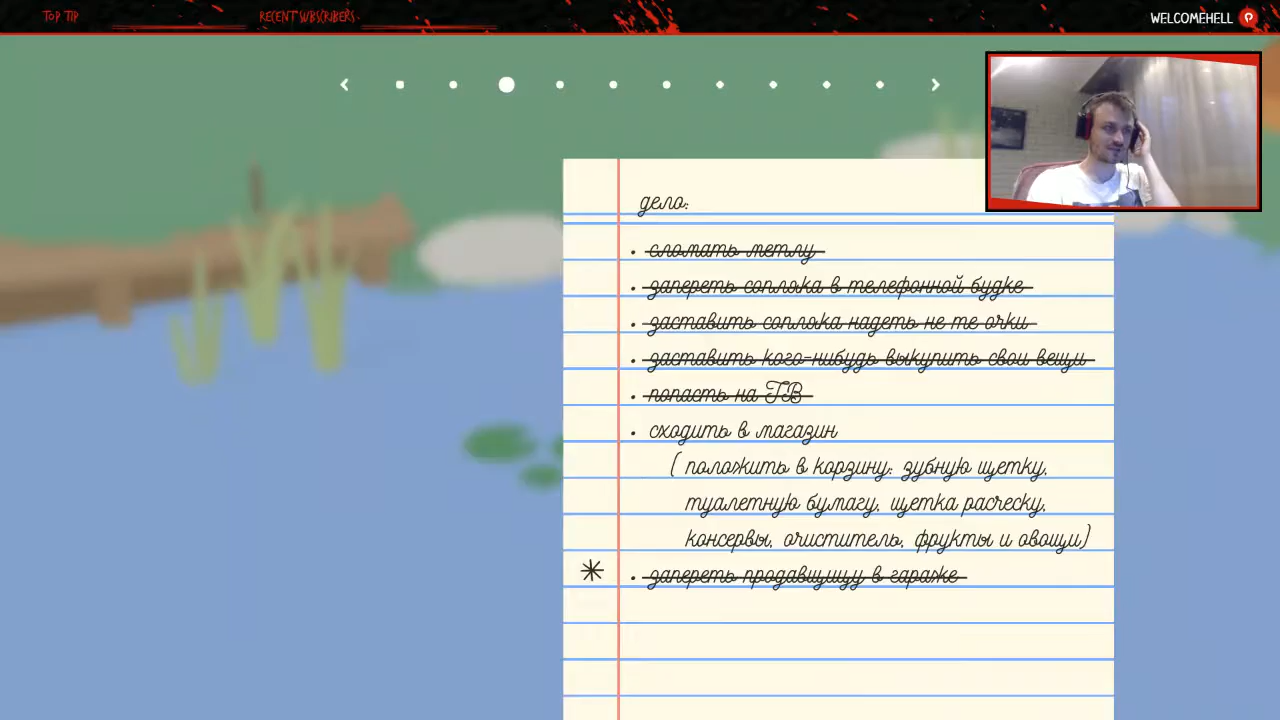 TOP TIP
RECENT SUBSCRIBERS
WELCOMEHELL
дело:
• сломать метлу
• запереть сопляка в телефонной будке
• заставить сопляка надеть не те очки
• заставить кого-нибудь выкупить свои вещи
• попасть на ТВ
• сходить в магазин
( положить в корзину: зубную щетку,
туалетную бумагу, щетка расческу,
консервы, очиститель, фрукты и овощи)
• запереть продавщицу в гараже